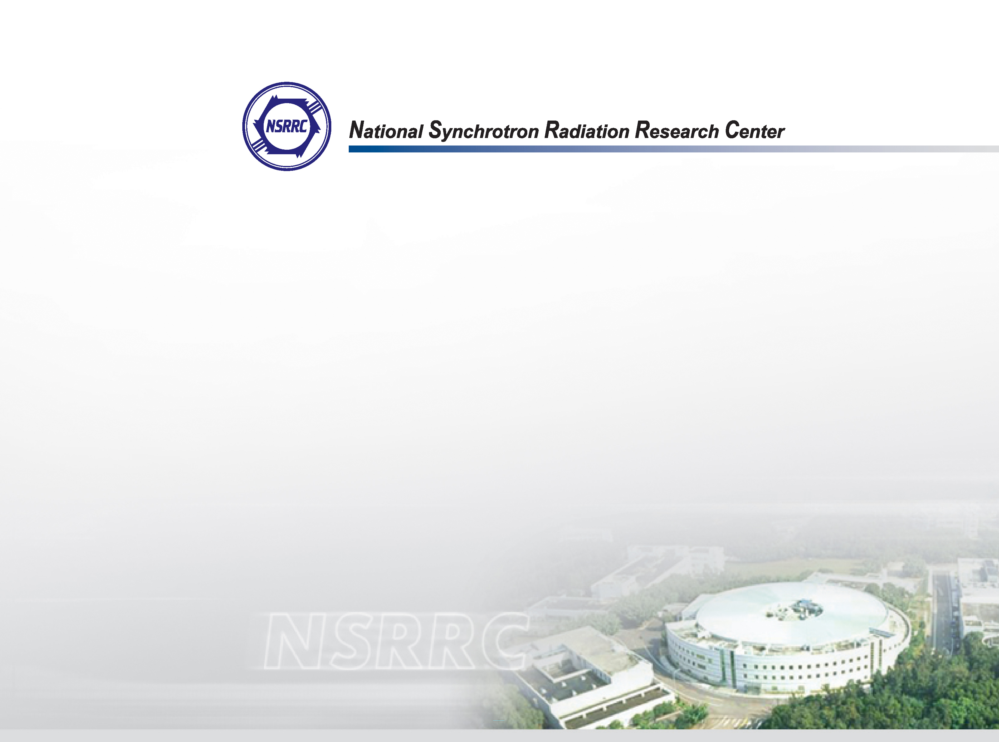 NSRRC
National Synchrotron Radiation Research Center
NSRRC